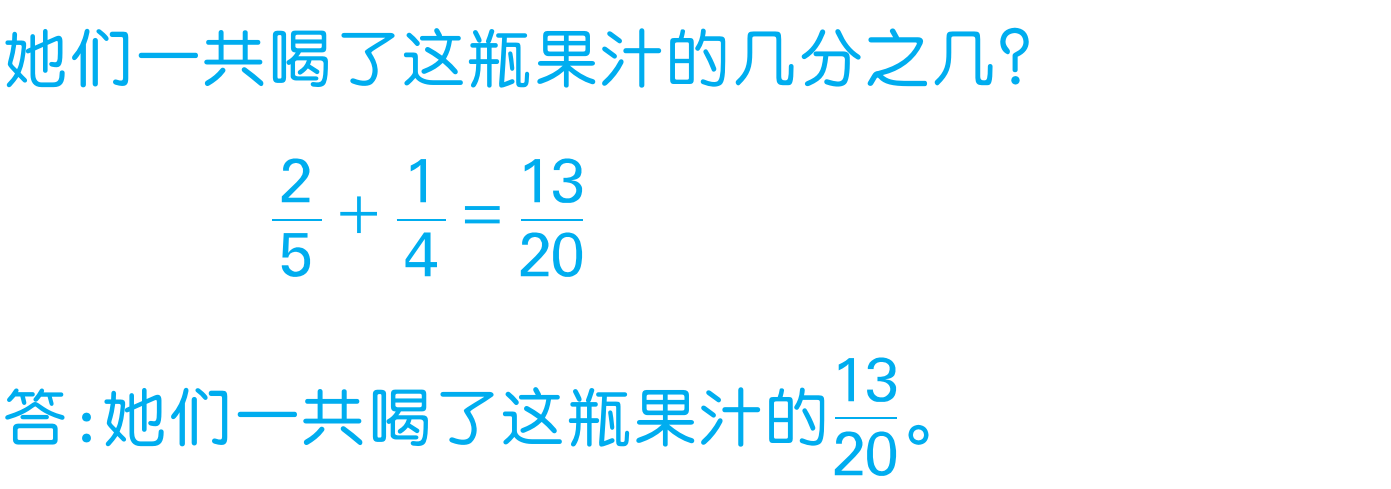 她们一共喝了这瓶果汁的几分之几?
2/5 + 1/4 = 13/20
答:她们一共喝了这瓶果汁的13/20。